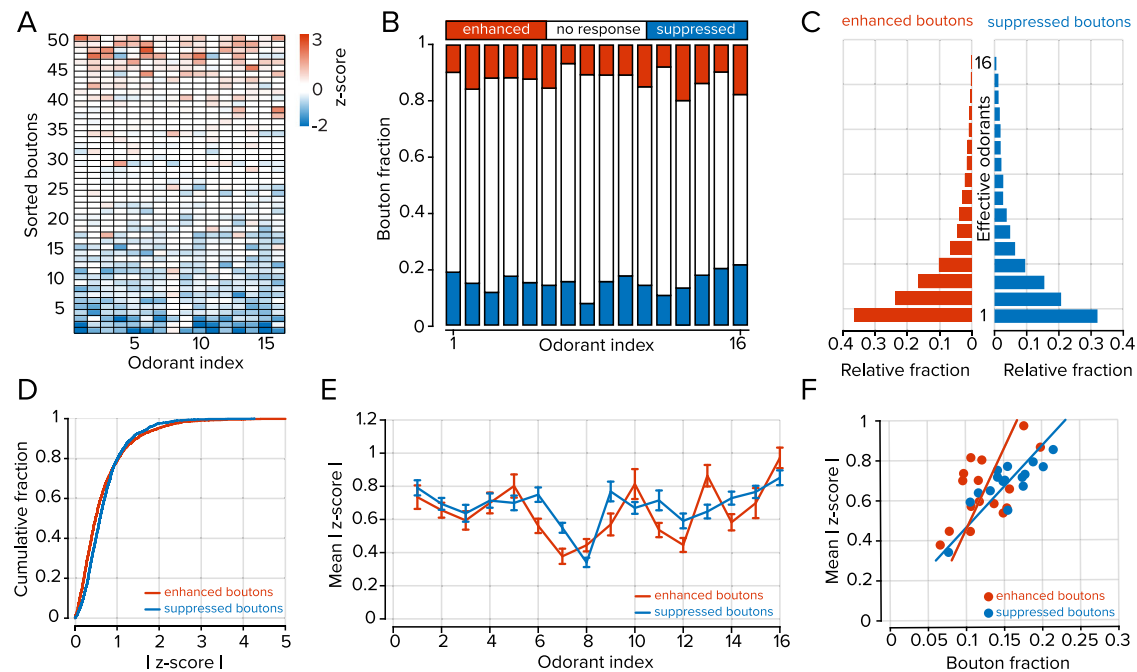 A
50
45
40
35
30
25
20
15
10
5
Sorted boutons
5
10
15
Odorant index
3
0
-2
z-score
B
enhanced
no response
suppressed
1
0.8
0.6
0.4
0.2
0
Bouton fraction
1
16
Odorant index
C
enhanced boutons
suppressed boutons
16
Effective odorants
1
0.4
0.3
0.2
0.1
0
0
0.1
0.2
0.3
0.4
Relative fraction
Relative fraction
D
1
0.8
0.6
0.4
0.2
0
Cumulative fraction
enhanced boutons
suppressed boutons
0
1
2
3
4
5
| z-score |
E
1.2
1
0.8
0.6
0.4
0.2
0
Mean | z-score |
enhanced boutons
suppressed boutons
0
2
4
6
8
10
12
14
16
Odorant index
F
1
0.8
0.6
0.4
0.2
0
Mean | z-score |
enhanced boutons
suppressed boutons
0
0.05
0.1
0.15
0.2
0.3
Bouton fraction